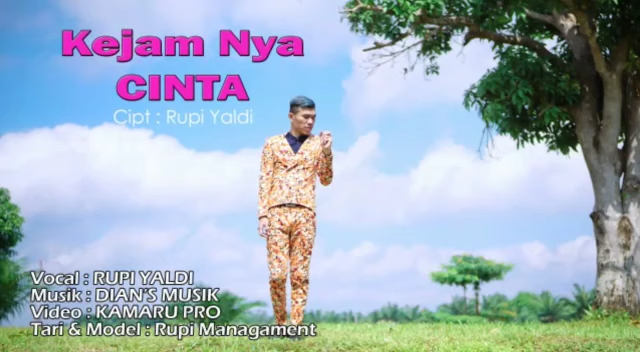 Kejam Nya
CINTA
Cipt : Rupi Yaldi
Vocal : RUPI YALDI
Musik : DIAN'S MUSIK
Video : KAMARU PRO
Tari & Model : Rupi Managament